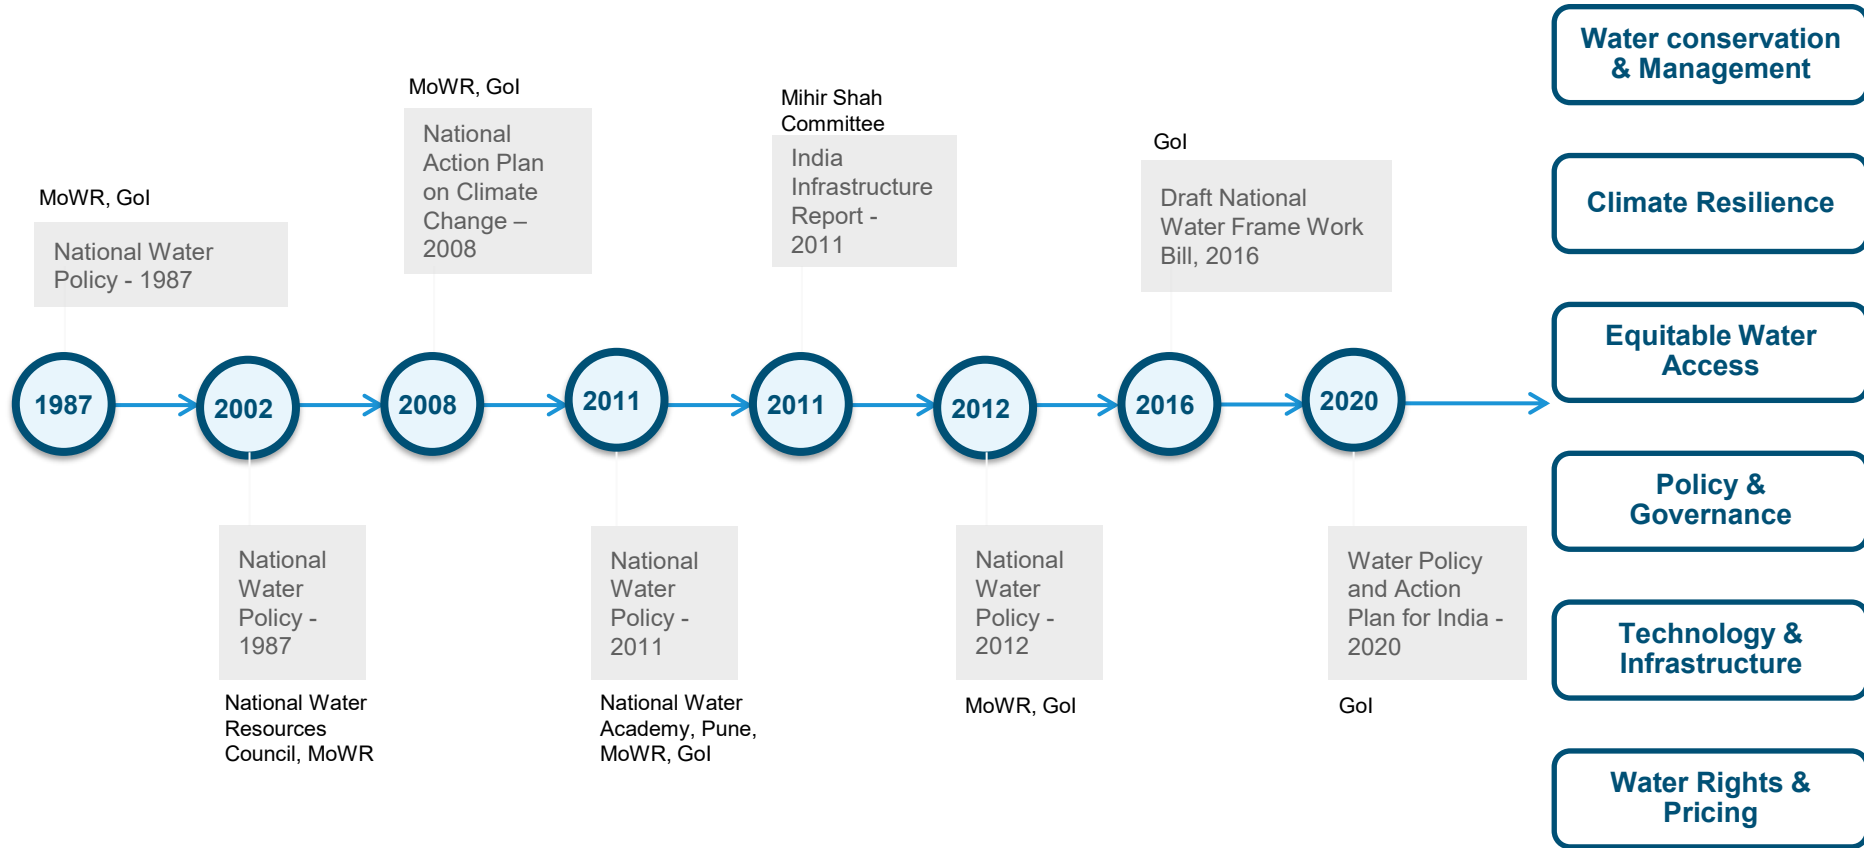 MoWR, GoI
National Water
Policy - 1987
MoWR, GoI
National
Action Plan
on Climate
Change –
2008
Mihir Shah
Committee
India
Infrastructure
Report -
2011
GoI
Draft National
Water Frame Work
Bill, 2016
1987
2002
2008
2011
2011
2012
2016
2020
National
Water
Policy -
1987
National Water
Resources
Council, MoWR
National
Water
Policy -
2011
National Water
Academy, Pune,
MoWR, GoI
National
Water
Policy -
2012
MoWR, GoI
Water Policy
and Action
Plan for India -
2020
GoI
Water conservation
& Management
Climate Resilience
Equitable Water
Access
Policy &
Governance
Technology &
Infrastructure
Water Rights &
Pricing